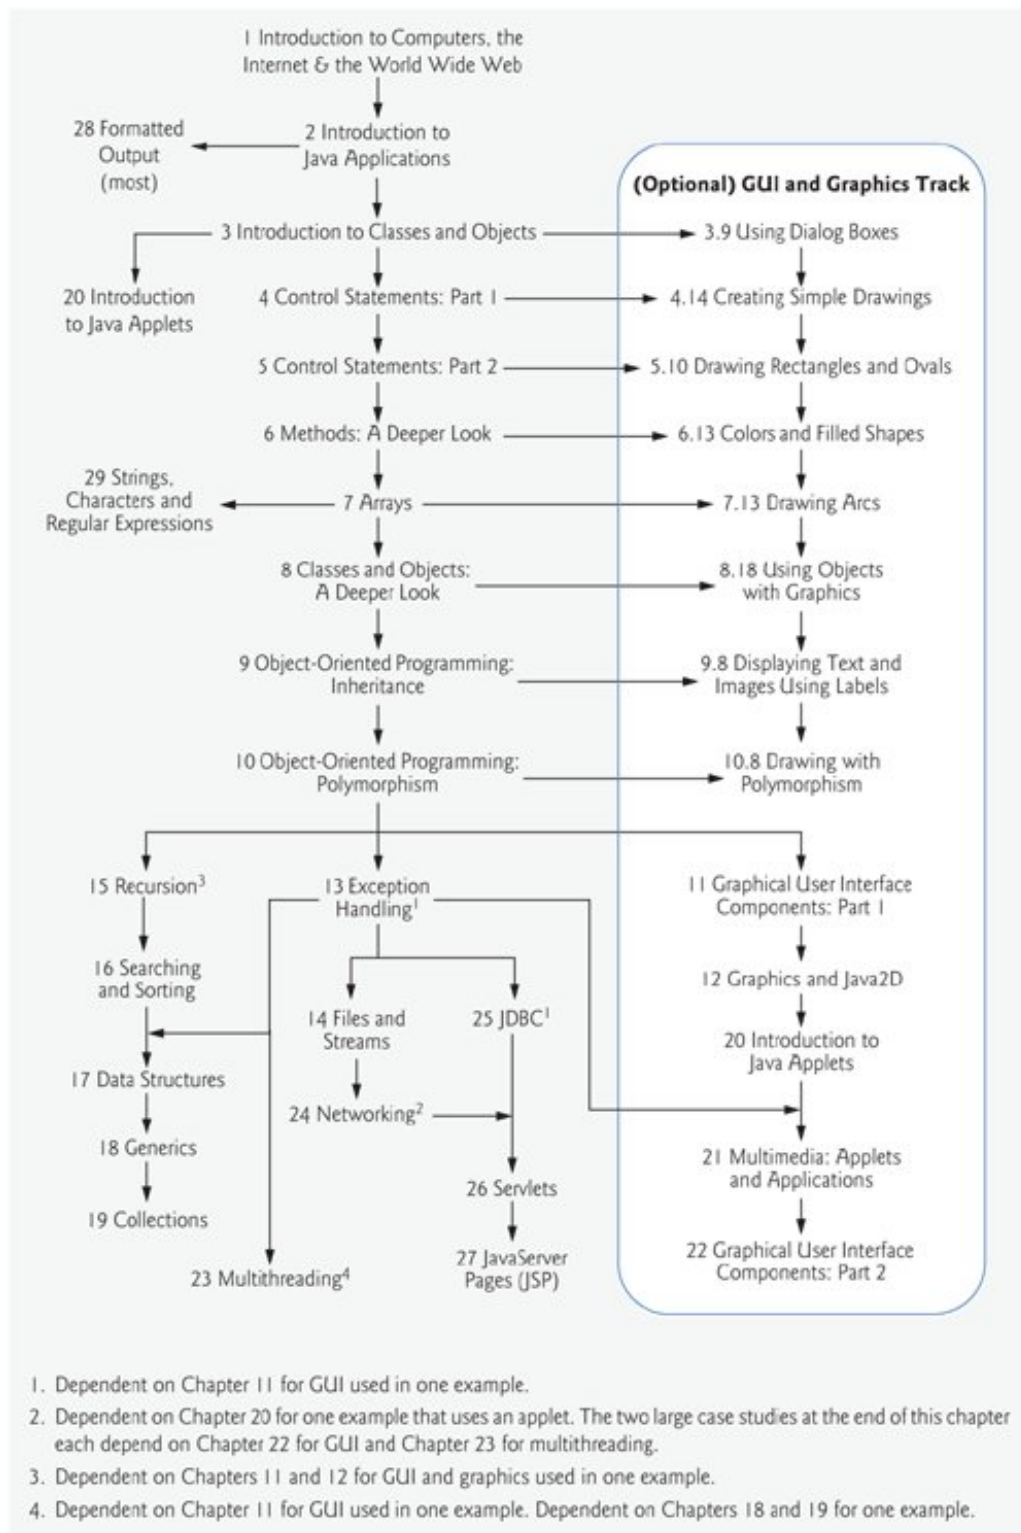 1 Introduction to Computers, the
Internet & the World Wide Web
28 Formatted
Output
(most)
2 Introduction to
Java Applications
(Optional) GUI and Graphics Track
3 Introduction to Classes and Objects
3.9 Using Dialog Boxes
20 Introduction
to Java Applets
4 Control Statements: Part 1
4.14 Creating Simple Drawings
5 Control Statements: Part 2
5.10 Drawing Rectangles and Ovals
6 Methods: A Deeper Look
6.13 Colors and Filled Shapes
29 Strings,
Characters and
Regular Expressions
7 Arrays
7.13 Drawing Arcs
8 Classes and Objects:
A Deeper Look
8.18 Using Objects
with Graphics
9 Object-Oriented Programming:
Inheritance
9.8 Displaying Text and
Images Using Labels
10 Object-Oriented Programming:
Polymorphism
10.8 Drawing with
Polymorphism
15 Recursion³
13 Exception
Handling¹
11 Graphical User Interface
Components: Part 1
16 Searching
and Sorting
12 Graphics and Java2D
14 Files and
Streams
25 JDBC¹
20 Introduction to
Java Applets
17 Data Structures
24 Networking²
18 Generics
21 Multimedia: Applets
and Applications
26 Servlets
19 Collections
23 Multithreading⁴
27 JavaServer
Pages (JSP)
22 Graphical User Interface
Components: Part 2
1. Dependent on Chapter 11 for GUI used in one example.
2. Dependent on Chapter 20 for one example that uses an applet. The two large case studies at the end of this chapter
each depend on Chapter 22 for GUI and Chapter 23 for multithreading.
3. Dependent on Chapters 11 and 12 for GUI and graphics used in one example.
4. Dependent on Chapter 11 for GUI used in one example. Dependent on Chapters 18 and 19 for one example.